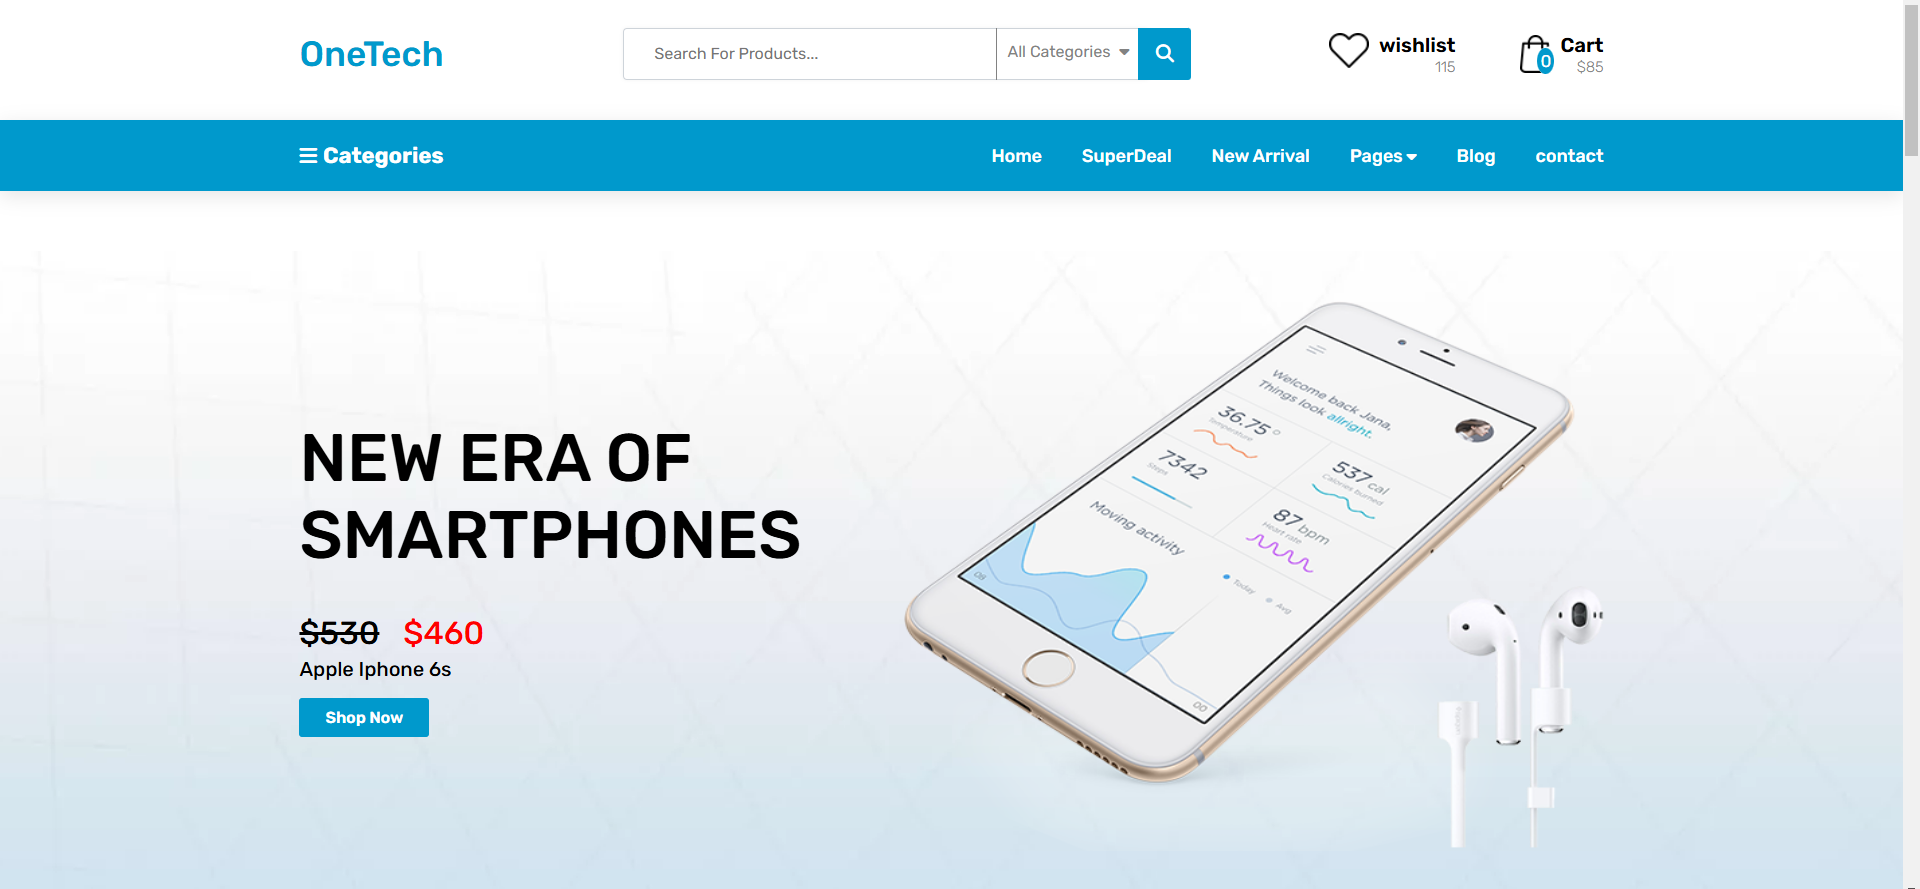 OneTech
Search For Products...
All Categories
wishlist
115
0
Cart
$85
Categories
Home
SuperDeal
New Arrival
Pages
Blog
contact
NEW ERA OF
SMARTPHONES
$530 $460
Apple Iphone 6s
Shop Now
Welcome back Jana,
Things look allright.
36.75°
Temperature
7342
Steps
537 cal
Calories burned
87 bpm
Heart rate
Moving activity
Today
Avg
08
00